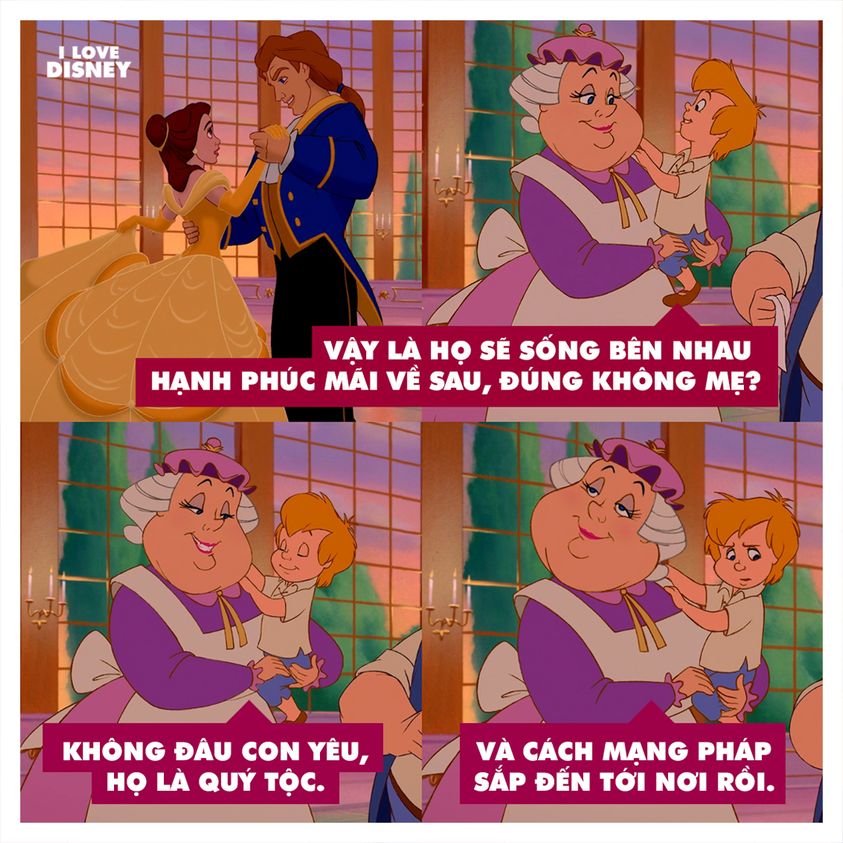 I LOVE
DISNEY
VẬY LÀ HỌ SẼ SỐNG BÊN NHAU
HẠNH PHÚC MÃI VỀ SAU, ĐÚNG KHÔNG MẸ?
KHÔNG ĐÂU CON YÊU,
HỌ LÀ QUÝ TỘC.
VÀ CÁCH MẠNG PHÁP
SẮP ĐẾN TỚI NƠI RỒI.